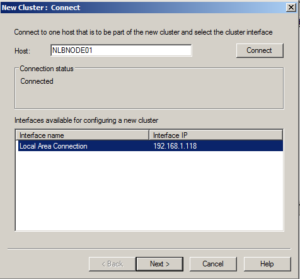 New Cluster : Connect
Connect to one host that is to be part of the new cluster and select the cluster interface
Host: NLBNODE01 Connect
Connection status
Connected
Interfaces available for configuring a new cluster
Interface name Interface IP
Local Area Connection 192.168.1.118
< Back Next > Cancel Help